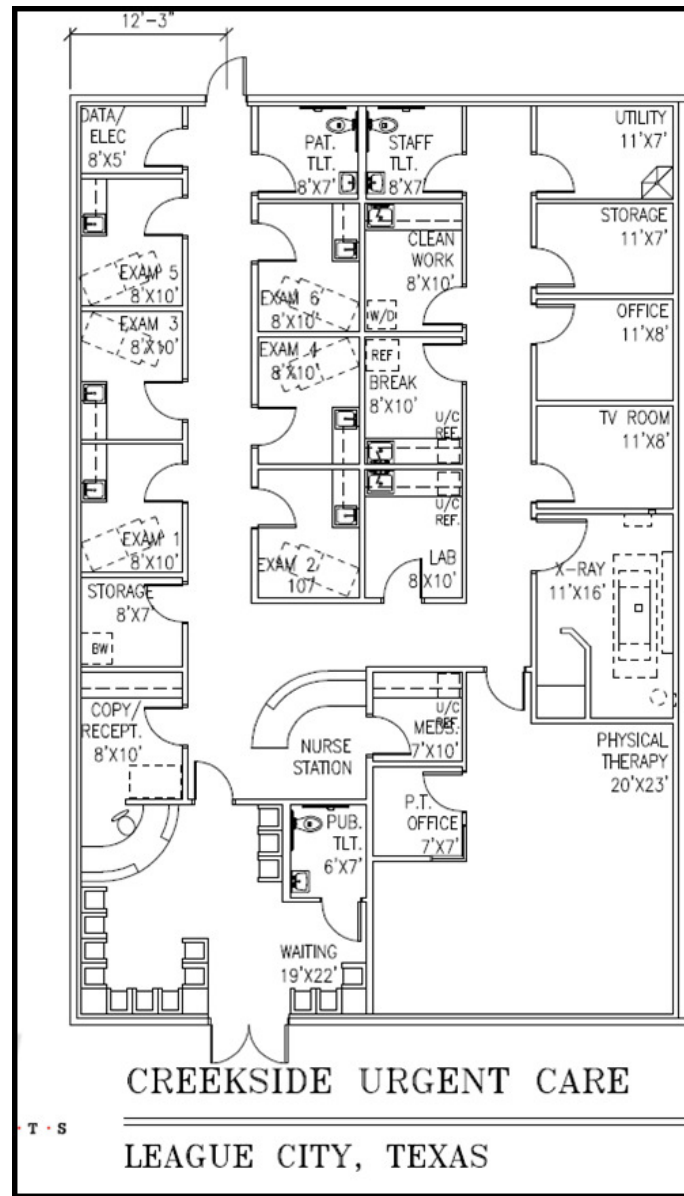 12'-3"
DATA/
ELEC
8'X5'
PAT.
TLT.
8'X7'
STAFF
TLT.
8'X7'
UTILITY
11'X7'
EXAM 5
8'X10'
EXAM 6
8'X10'
CLEAN
WORK
8'X10'
W/D
STORAGE
11'X7'
EXAM 3
8'X10'
EXAM 4
8'X10'
REF
BREAK
8'X10'
U/C
REF.
OFFICE
11'X8'
TV ROOM
11'X8'
EXAM 1
8'X10'
EXAM 2
107
U/C
REF.
LAB
8'X10'
X-RAY
11'X16'
STORAGE
8'X7'
BW
COPY/
RECEPT.
8'X10'
NURSE
STATION
U/C
REF.
MEDS.
7'X10'
PHYSICAL
THERAPY
20'X23'
P.T.
OFFICE
7'X7'
PUB.
TLT.
6'X7'
WAITING
19'X22'
CREEKSIDE URGENT CARE
· T · S
LEAGUE CITY, TEXAS